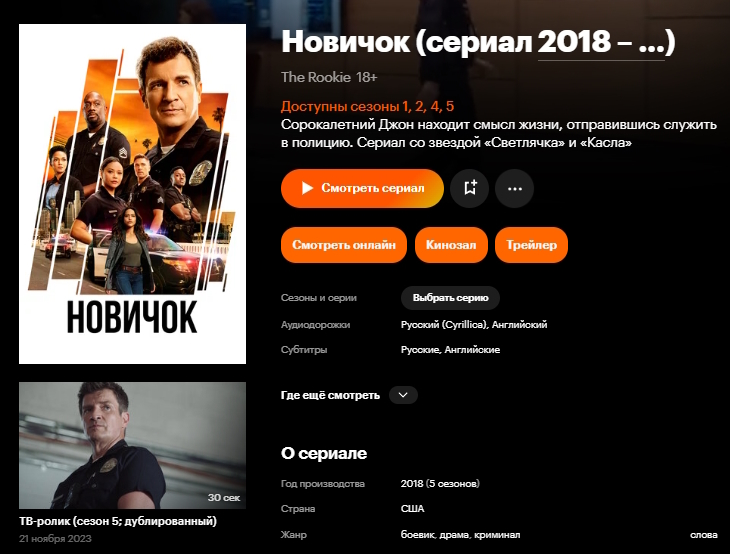 Новичок (сериал 2018 – ...)
The Rookie 18+
Доступны сезоны 1, 2, 4, 5
Сорокалетний Джон находит смысл жизни, отправившись служить
в полицию. Сериал со звездой «Светлячка» и «Касла»
Смотреть сериал
Смотреть онлайн Кинозал Трейлер
НОВИЧОК
Сезоны и серии Выбрать серию
Аудиодорожки Русский (Cyrillica), Английский
Субтитры Русские, Английские
Где ещё смотреть
30 сек
ТВ-ролик (сезон 5; дублированный)
21 ноября 2023
О сериале
Год производства 2018 (5 сезонов)
Страна США
Жанр боевик, драма, криминал слова